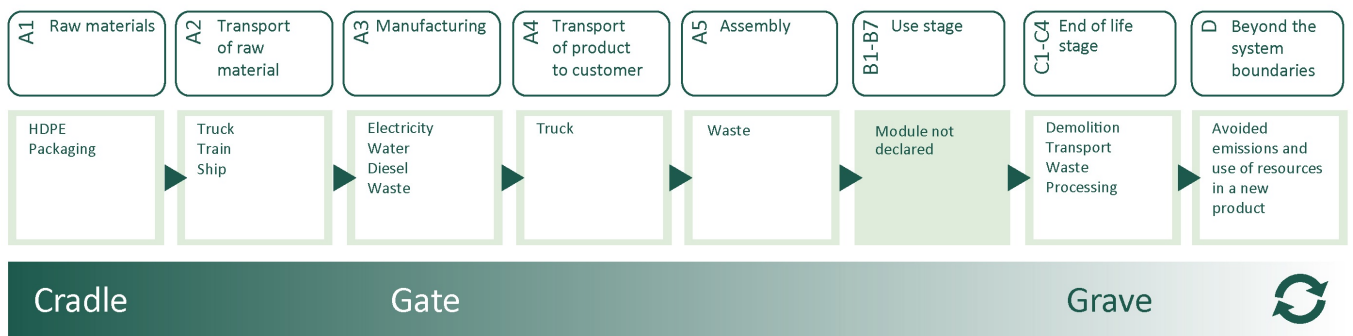 A1
Raw materials
A2
Transport
of raw
material
A3
Manufacturing
A4
Transport
of product
to customer
A5
Assembly
B1-B7
Use stage
C1-C4
End of life
stage
D
Beyond the
system
boundaries
HDPE
Packaging
Truck
Train
Ship
Electricity
Water
Diesel
Waste
Truck
Waste
Module not
declared
Demolition
Transport
Waste
Processing
Avoided
emissions and
use of resources
in a new
product
Cradle
Gate
Grave